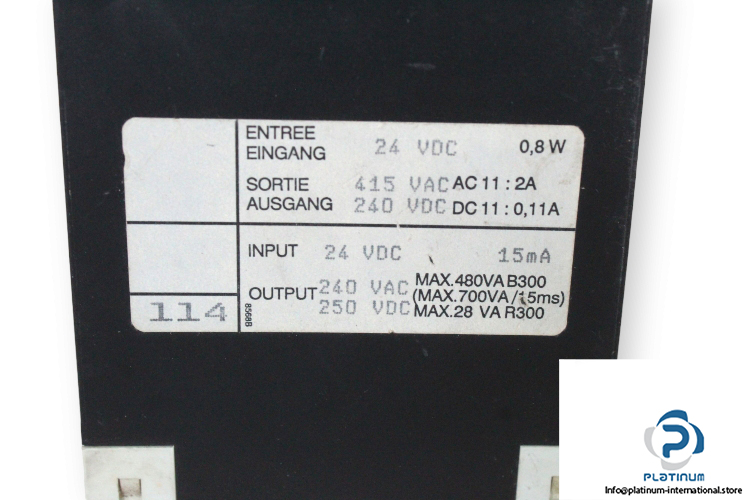 ENTREE
EINGANG 24 VDC 0,8 W
SORTIE 415 VAC AC 11 : 2A
AUSGANG 240 VDC DC 11 : 0,11A
INPUT 24 VDC 15mA
OUTPUT 240 VAC MAX.480VA B300
(MAX.700VA/15ms)
250 VDC MAX.28 VA R300
114
8568B
PLATINUM
Info@platinum-international.store